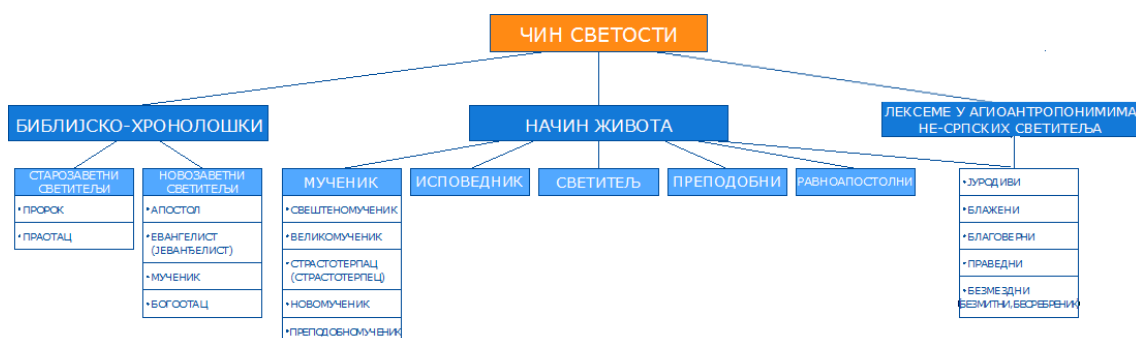 ЧИН СВЕТОСТИ
БИБЛИЈСКО-ХРОНОЛОШКИ
НАЧИН ЖИВОТА
ЛЕКСЕМЕ У АГИОАНТРОПОНИМИМА
НЕ-СРПСКИХ СВЕТИТЕЉА
СТАРОЗАВЕТНИ
СВЕТИТЕЉИ
• ПРОРОК
• ПРАОТАЦ
НОВОЗАВЕТНИ
СВЕТИТЕЉИ
• АПОСТОЛ
• ЕВАНГЕЛИСТ
(ЈЕВАНЂЕЛИСТ)
• МУЧЕНИК
• БОГООТАЦ
МУЧЕНИК
• СВЕШТЕНОМУЧЕНИК
• ВЕЛИКОМУЧЕНИК
• СТРАСТОТЕРПАЦ
(СТРАСТОТЕРПЕЦ)
• НОВОМУЧЕНИК
• ПРЕПОДОБНОМУЧЕНИК
ИСПОВЕДНИК
СВЕТИТЕЉ
ПРЕПОДОБНИ
РАВНОАПОСТОЛНИ
• ЈУРОДИВИ
• БЛАЖЕНИ
• БЛАГОВЕРНИ
• ПРАВЕДНИ
• БЕЗМЕЗДНИ
(БЕЗМИТНИ, БЕСРЕБРЕНИК)